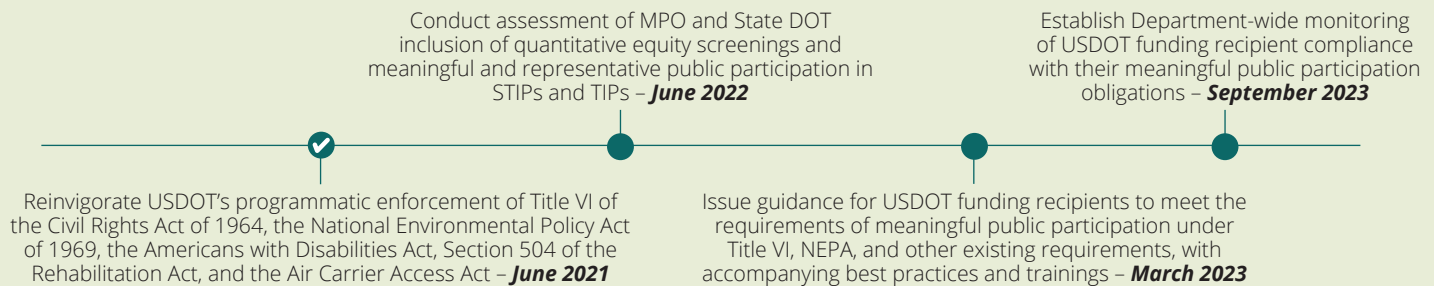 Conduct assessment of MPO and State DOT
inclusion of quantitative equity screenings and
meaningful and representative public participation in
STIPs and TIPs – June 2022
Establish Department-wide monitoring
of USDOT funding recipient compliance
with their meaningful public participation
obligations – September 2023
Reinvigorate USDOT’s programmatic enforcement of Title VI of
the Civil Rights Act of 1964, the National Environmental Policy Act
of 1969, the Americans with Disabilities Act, Section 504 of the
Rehabilitation Act, and the Air Carrier Access Act – June 2021
Issue guidance for USDOT funding recipients to meet the
requirements of meaningful public participation under
Title VI, NEPA, and other existing requirements, with
accompanying best practices and trainings – March 2023